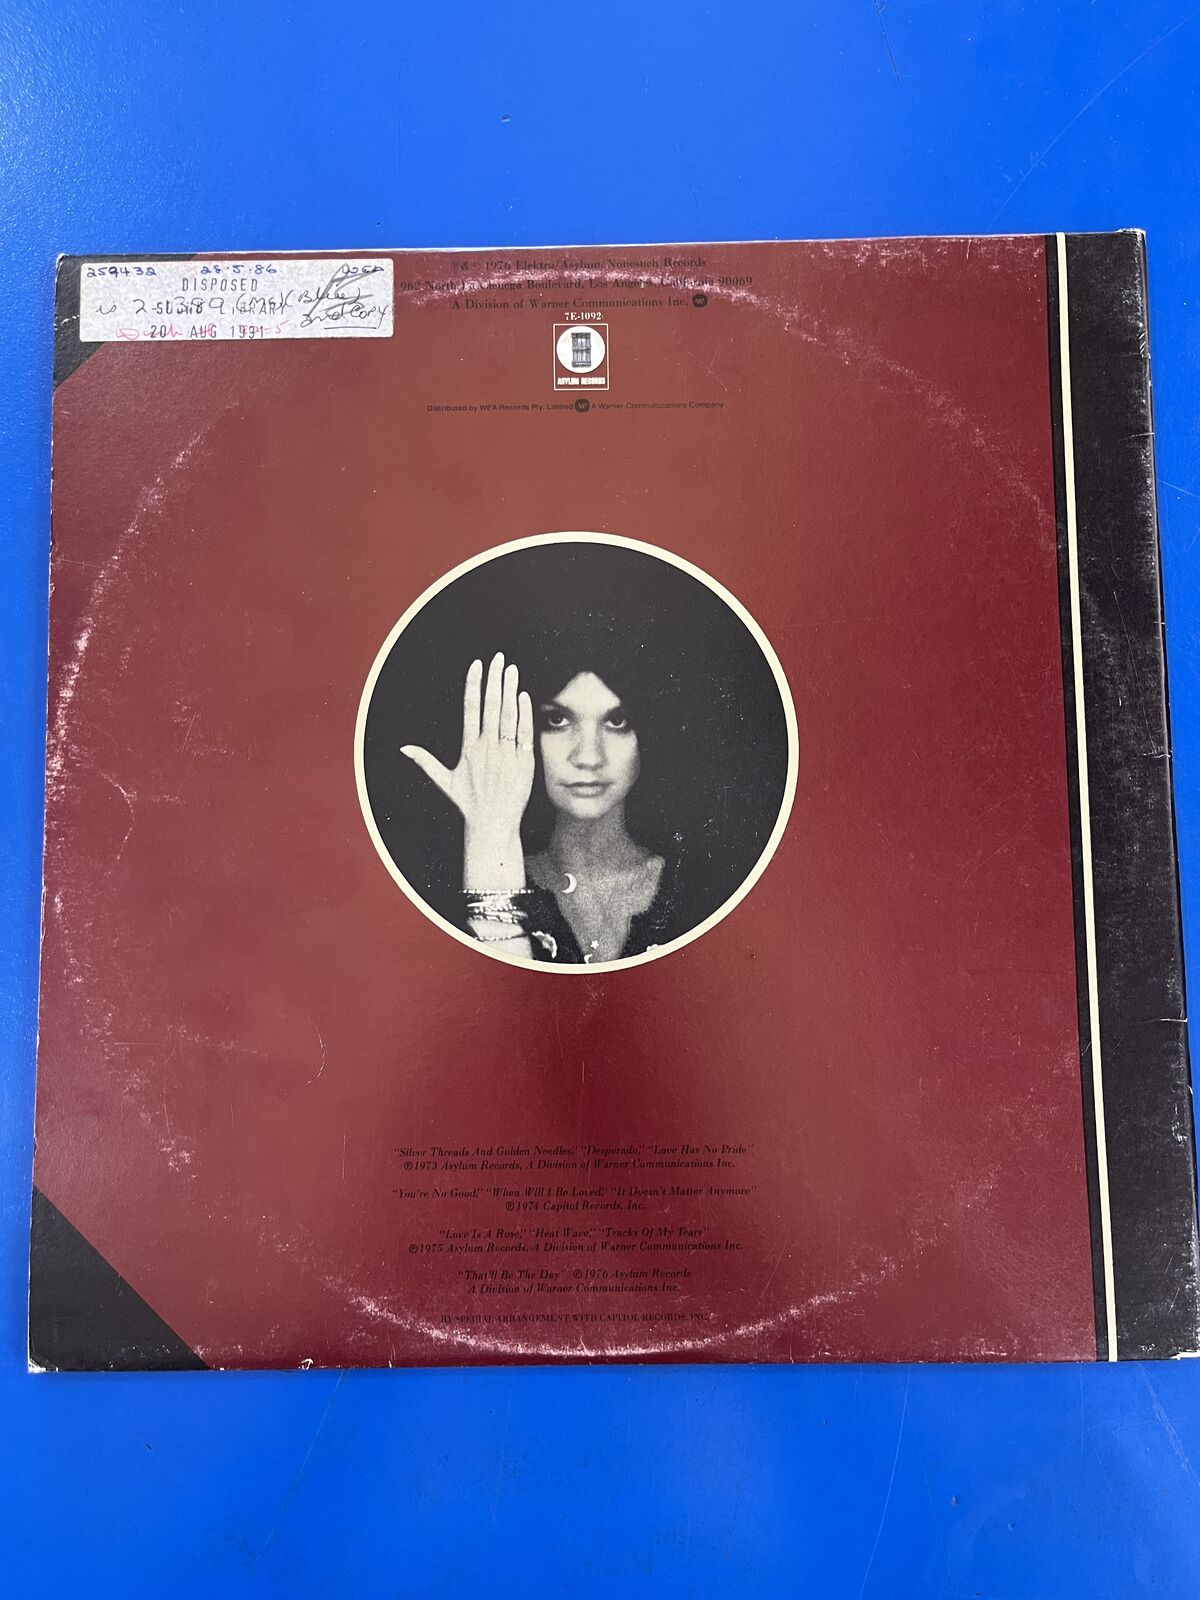 259432 28.5.86
DISPOSED
20 AUG 1991
2nd Copy
℗ & © 1976 Elektra/Asylum/Nonesuch Records
962 North La Cienega Boulevard, Los Angeles, California 90069
A Division of Warner Communications Inc.
7E-1092
ASYLUM RECORDS
Distributed by WEA Records Pty. Limited A Warner Communications Company
"Silver Threads And Golden Needles," "Desperado," "Love Has No Pride"
℗1973 Asylum Records, A Division of Warner Communications Inc.
"You're No Good," "When Will I Be Loved," "It Doesn't Matter Anymore"
℗1974 Capitol Records, Inc.
"Love Is A Rose," "Heat Wave," "Tracks Of My Tears"
℗1975 Asylum Records, A Division of Warner Communications Inc.
"That'll Be The Day" ℗1976 Asylum Records
A Division of Warner Communications Inc.
BY SPECIAL ARRANGEMENT WITH CAPITOL RECORDS, INC.